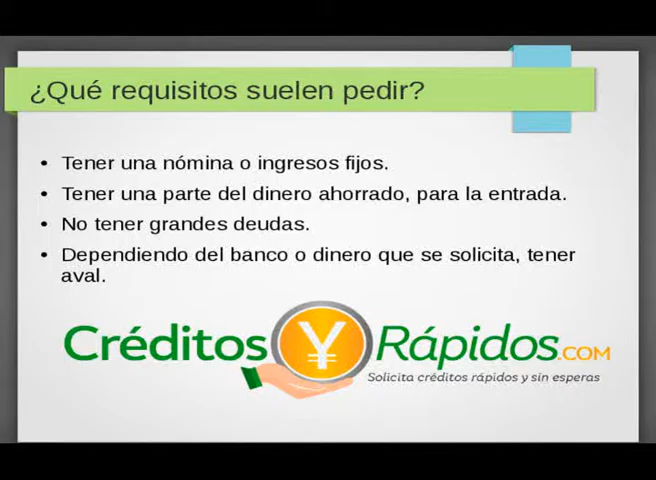 ¿Qué requisitos suelen pedir?
• Tener una nómina o ingresos fijos.
• Tener una parte del dinero ahorrado, para la entrada.
• No tener grandes deudas.
• Dependiendo del banco o dinero que se solicita, tener
aval.
Créditos Y Rápidos.COM
Solicita créditos rápidos y sin esperas